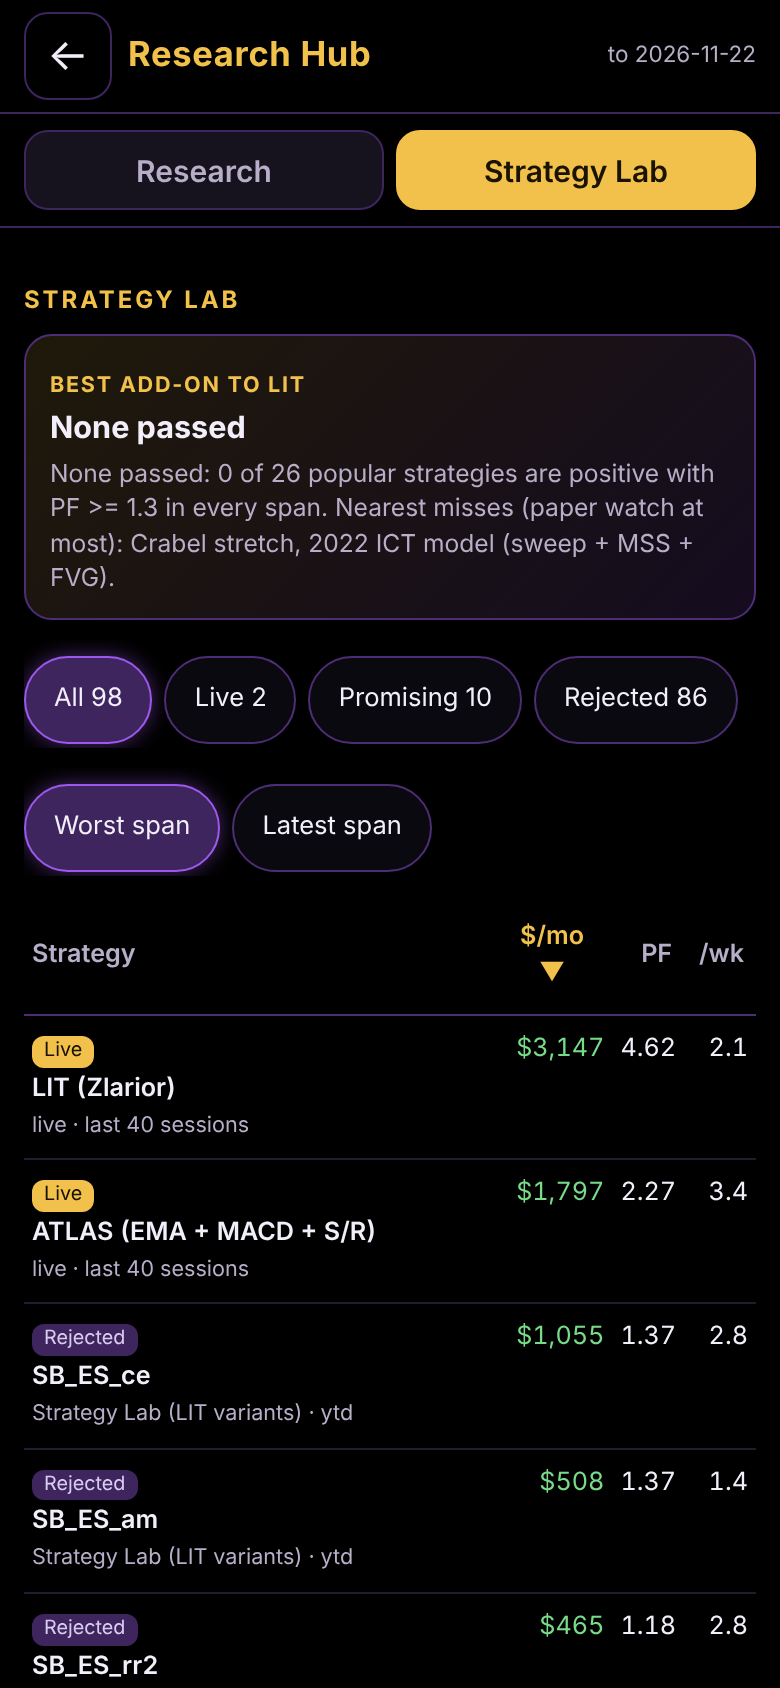 Research Hub
to 2026-11-22
Research
Strategy Lab
STRATEGY LAB
BEST ADD-ON TO LIT
None passed
None passed: 0 of 26 popular strategies are positive with
PF >= 1.3 in every span. Nearest misses (paper watch at
most): Crabel stretch, 2022 ICT model (sweep + MSS +
FVG).
All 98
Live 2
Promising 10
Rejected 86
Worst span
Latest span
Strategy
$/mo ▼
PF
/wk
Live
LIT (Zlarior)
live · last 40 sessions
$3,147 4.62 2.1
Live
ATLAS (EMA + MACD + S/R)
live · last 40 sessions
$1,797 2.27 3.4
Rejected
SB_ES_ce
Strategy Lab (LIT variants) · ytd
$1,055 1.37 2.8
Rejected
SB_ES_am
Strategy Lab (LIT variants) · ytd
$508 1.37 1.4
Rejected
SB_ES_rr2
$465 1.18 2.8